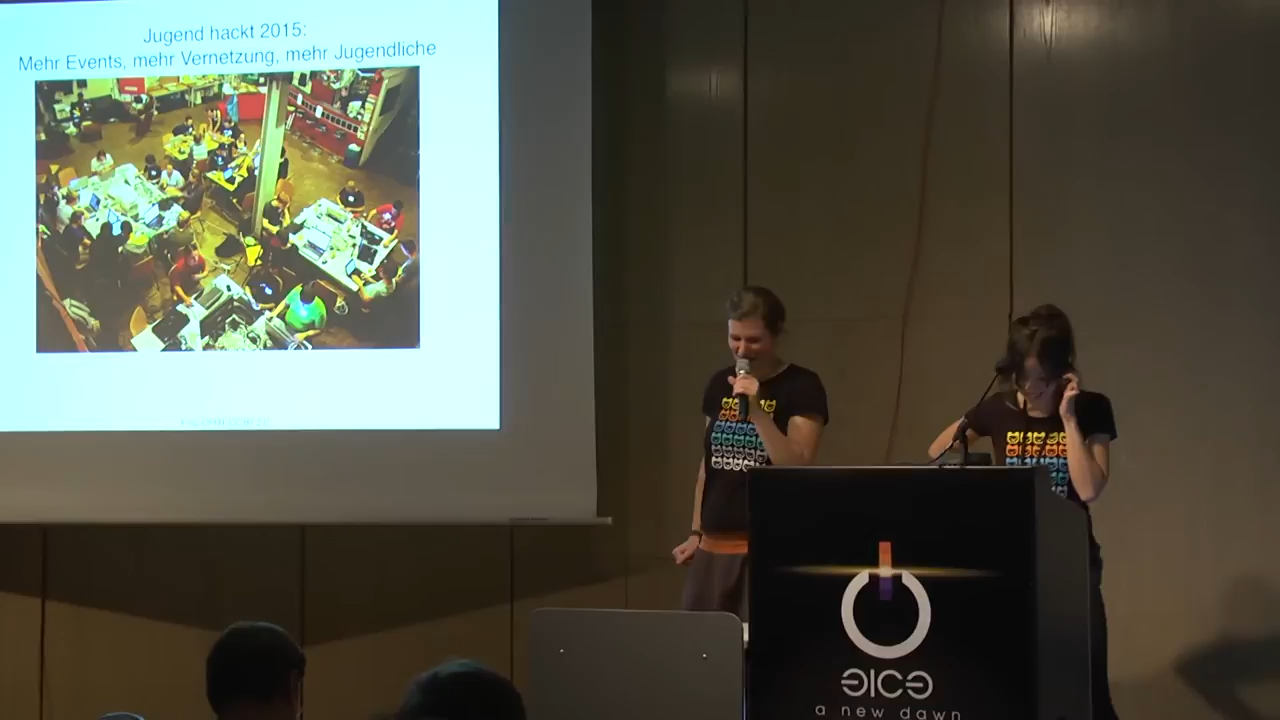 Jugend hackt 2015:
Mehr Events, mehr Vernetzung, mehr Jugendliche
a new dawn